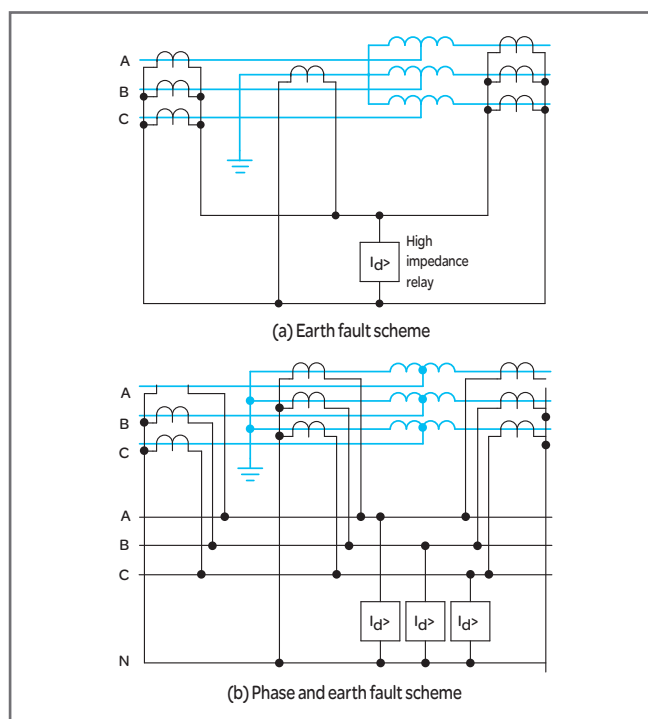 A
B
C
Id>
High
impedance
relay
(a) Earth fault scheme
A
B
C
A
B
C
Id> Id> Id>
N
(b) Phase and earth fault scheme